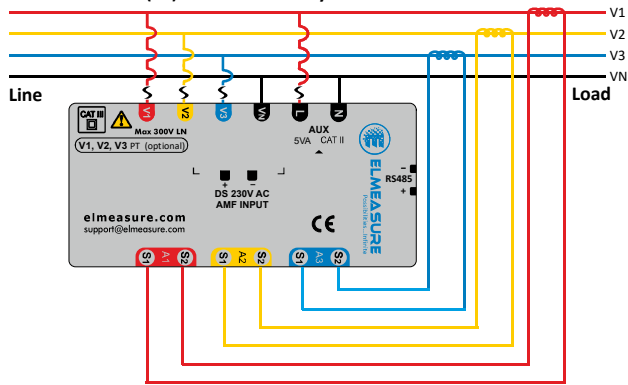 V1
V2
V3
VN
Line
Load
V1
V2
V3
VN
L
N
CAT III
Max 300V LN
V1, V2, V3 PT (optional)
AUX
5VA CAT II
+ −
DS 230V AC
AMF INPUT
−
RS485
+
ELMEASURE
Possibilities...Infinite
elmeasure.com
support@elmeasure.com
CE
S1 A1 S2
S1 A2 S2
S1 A3 S2